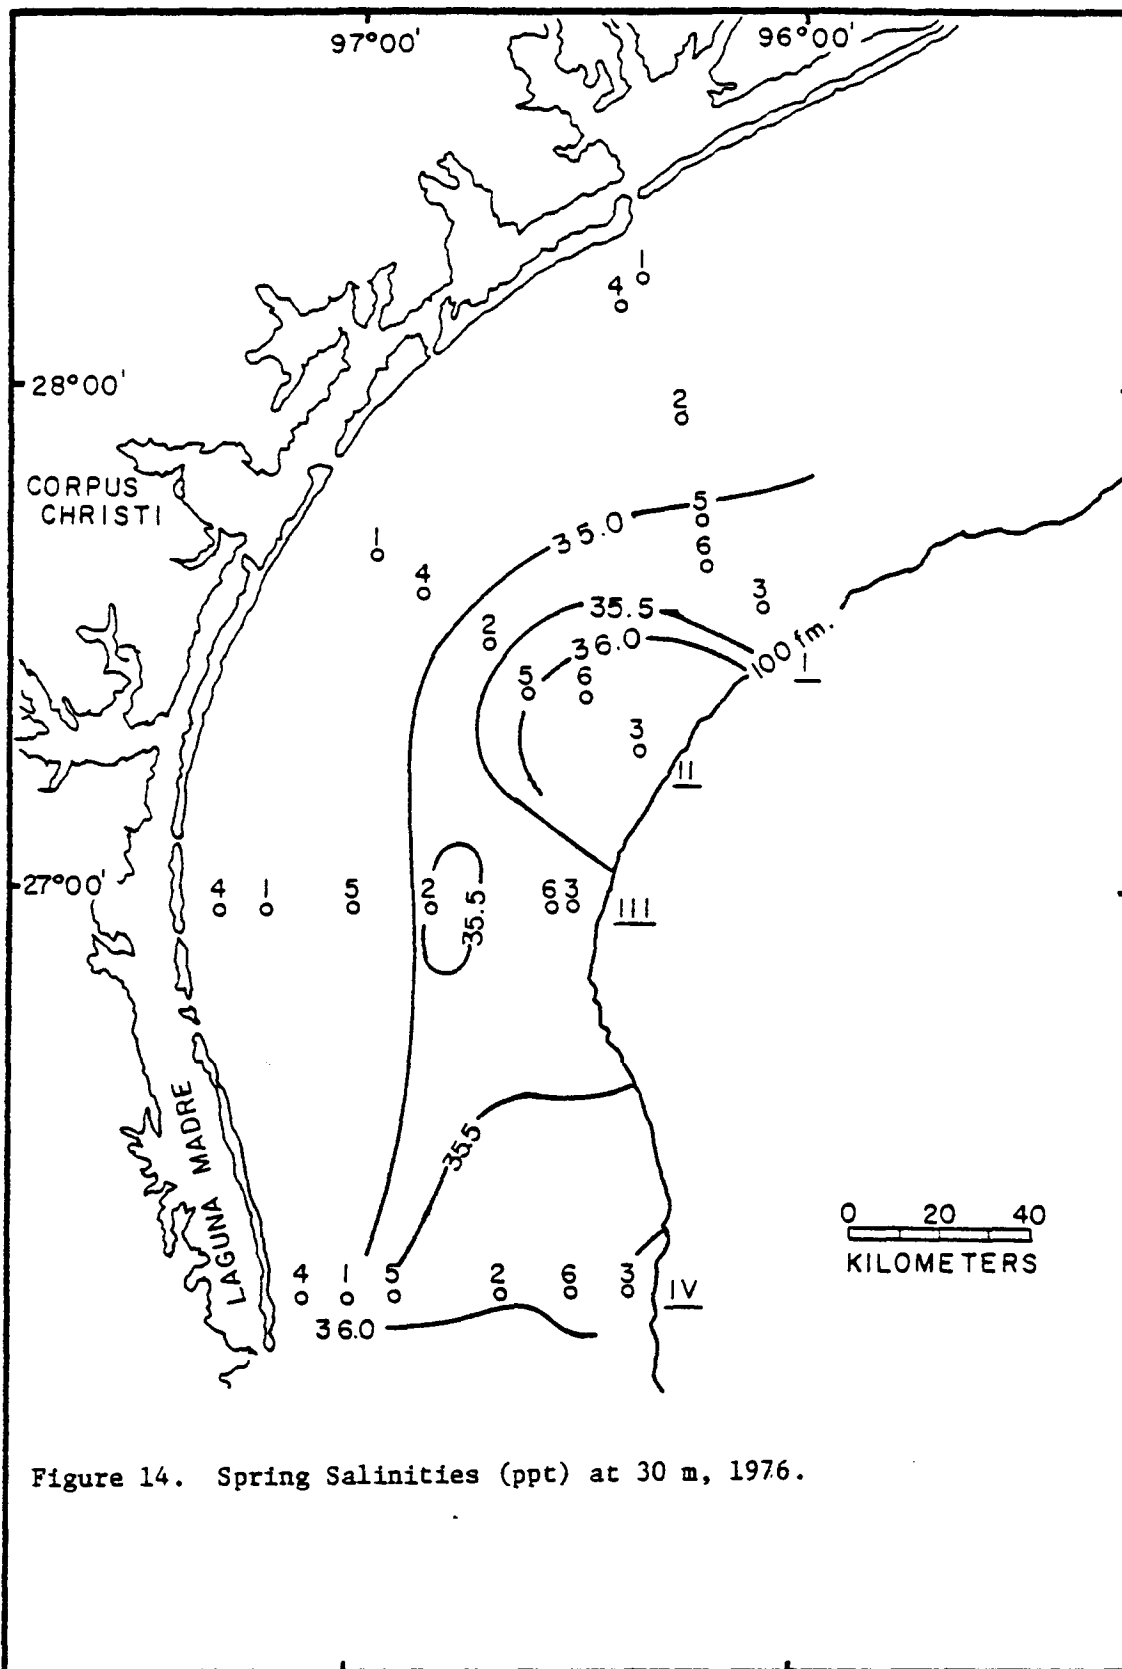 97°00' 96°00'
1
4
28°00'
2
CORPUS
CHRISTI
5
35.0
1
6
4
3
35.5
2
36.0
100 fm.
I
5 6
3
II
27°00'
4 1 5 2 6 3
35.5
III
LAGUNA MADRE
35.5
0 20 40
KILOMETERS
4 1 5 2 6 3
IV
36.0
Figure 14. Spring Salinities (ppt) at 30 m, 1976.